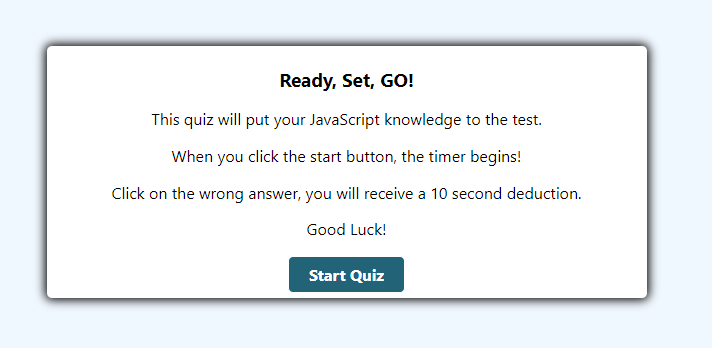 Ready, Set, GO!
This quiz will put your JavaScript knowledge to the test.
When you click the start button, the timer begins!
Click on the wrong answer, you will receive a 10 second deduction.
Good Luck!
Start Quiz